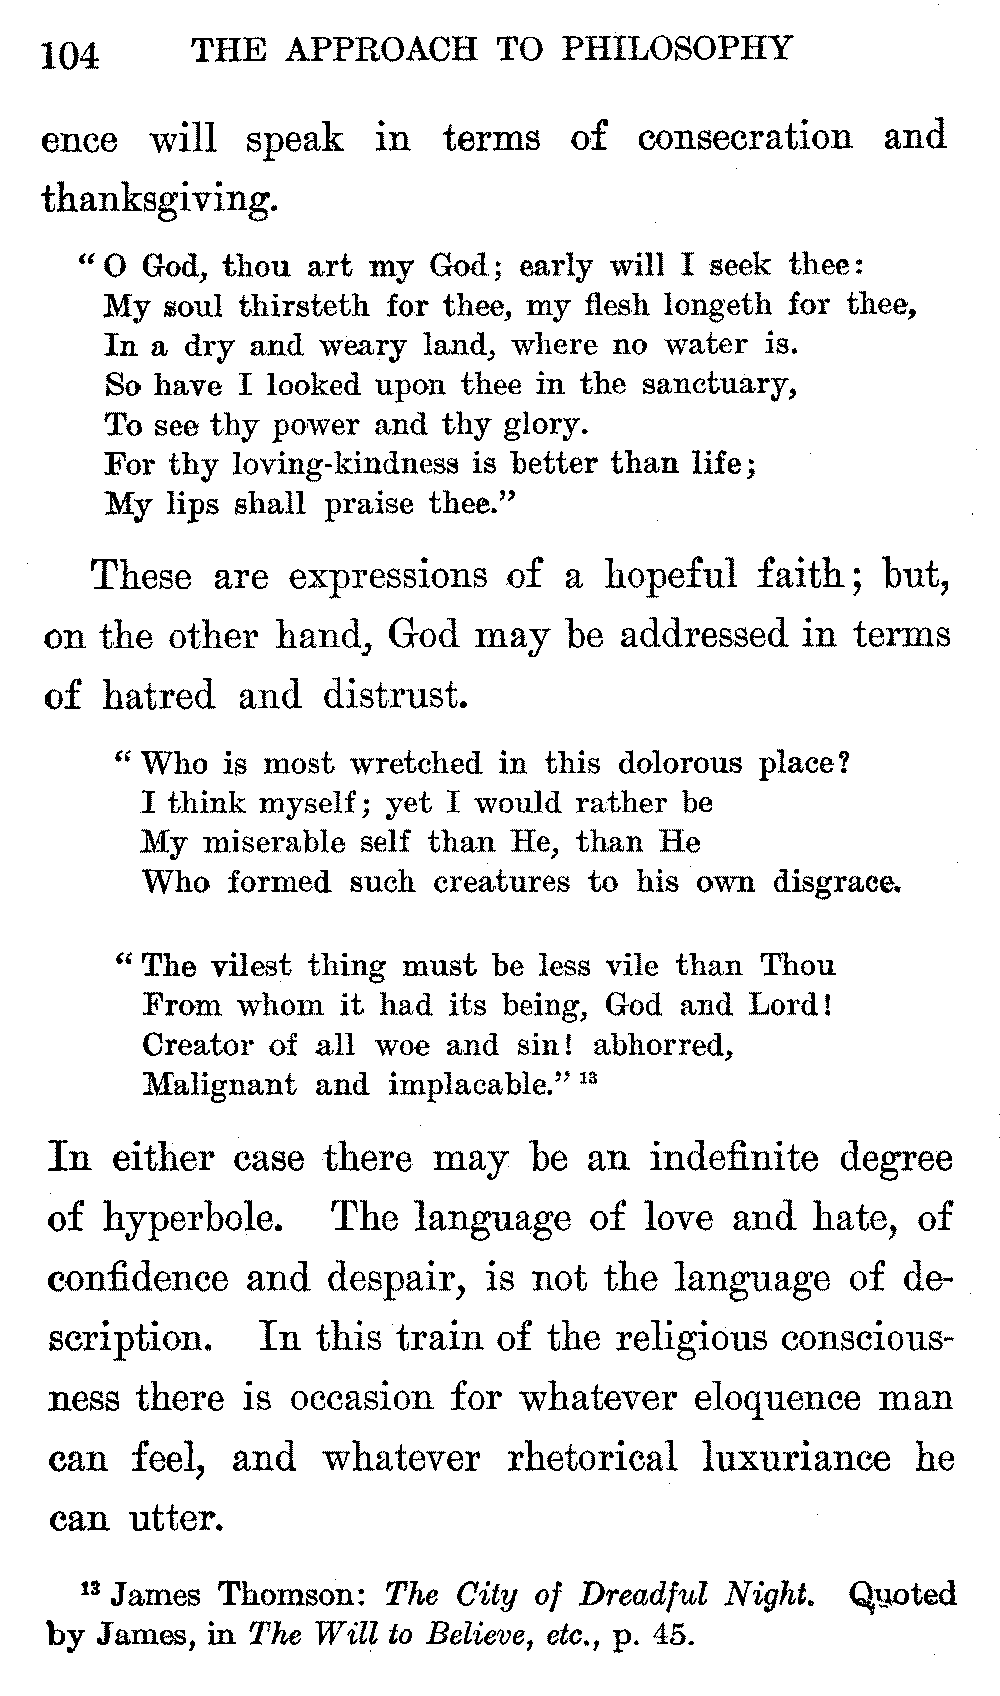 104 THE APPROACH TO PHILOSOPHY
ence will speak in terms of consecration and
thanksgiving.
“O God, thou art my God; early will I seek thee:
My soul thirsteth for thee, my flesh longeth for thee,
In a dry and weary land, where no water is.
So have I looked upon thee in the sanctuary,
To see thy power and thy glory.
For thy loving-kindness is better than life;
My lips shall praise thee.”
These are expressions of a hopeful faith; but,
on the other hand, God may be addressed in terms
of hatred and distrust.
“Who is most wretched in this dolorous place?
I think myself; yet I would rather be
My miserable self than He, than He
Who formed such creatures to his own disgrace.
“The vilest thing must be less vile than Thou
From whom it had its being, God and Lord!
Creator of all woe and sin! abhorred,
Malignant and implacable.” 13
In either case there may be an indefinite degree
of hyperbole. The language of love and hate, of
confidence and despair, is not the language of de-
scription. In this train of the religious conscious-
ness there is occasion for whatever eloquence man
can feel, and whatever rhetorical luxuriance he
can utter.
13 James Thomson: The City of Dreadful Night. Quoted
by James, in The Will to Believe, etc., p. 45.